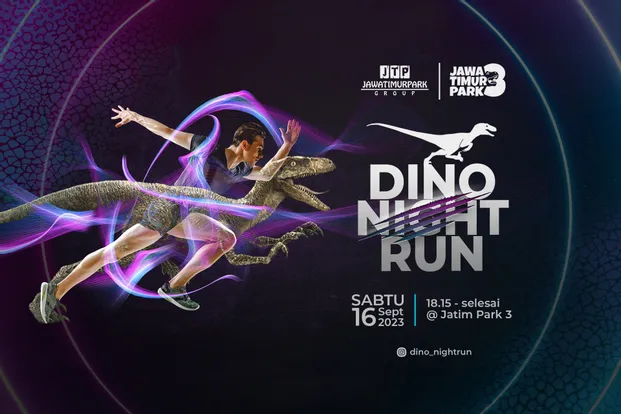 JTP
JAWATIMURPARK
GROUP
JAWA
TIMUR
PARK 3
DINO
NIGHT
RUN
SABTU
16 Sept
2023
18.15 - selesai
@ Jatim Park 3
dino_nightrun